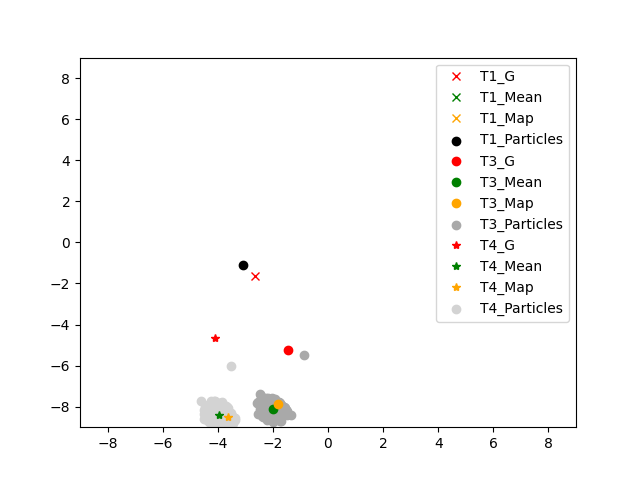 8
6
4
2
0
−2
−4
−6
−8
−8 −6 −4 −2 0 2 4 6 8
T1_G
T1_Mean
T1_Map
T1_Particles
T3_G
T3_Mean
T3_Map
T3_Particles
T4_G
T4_Mean
T4_Map
T4_Particles